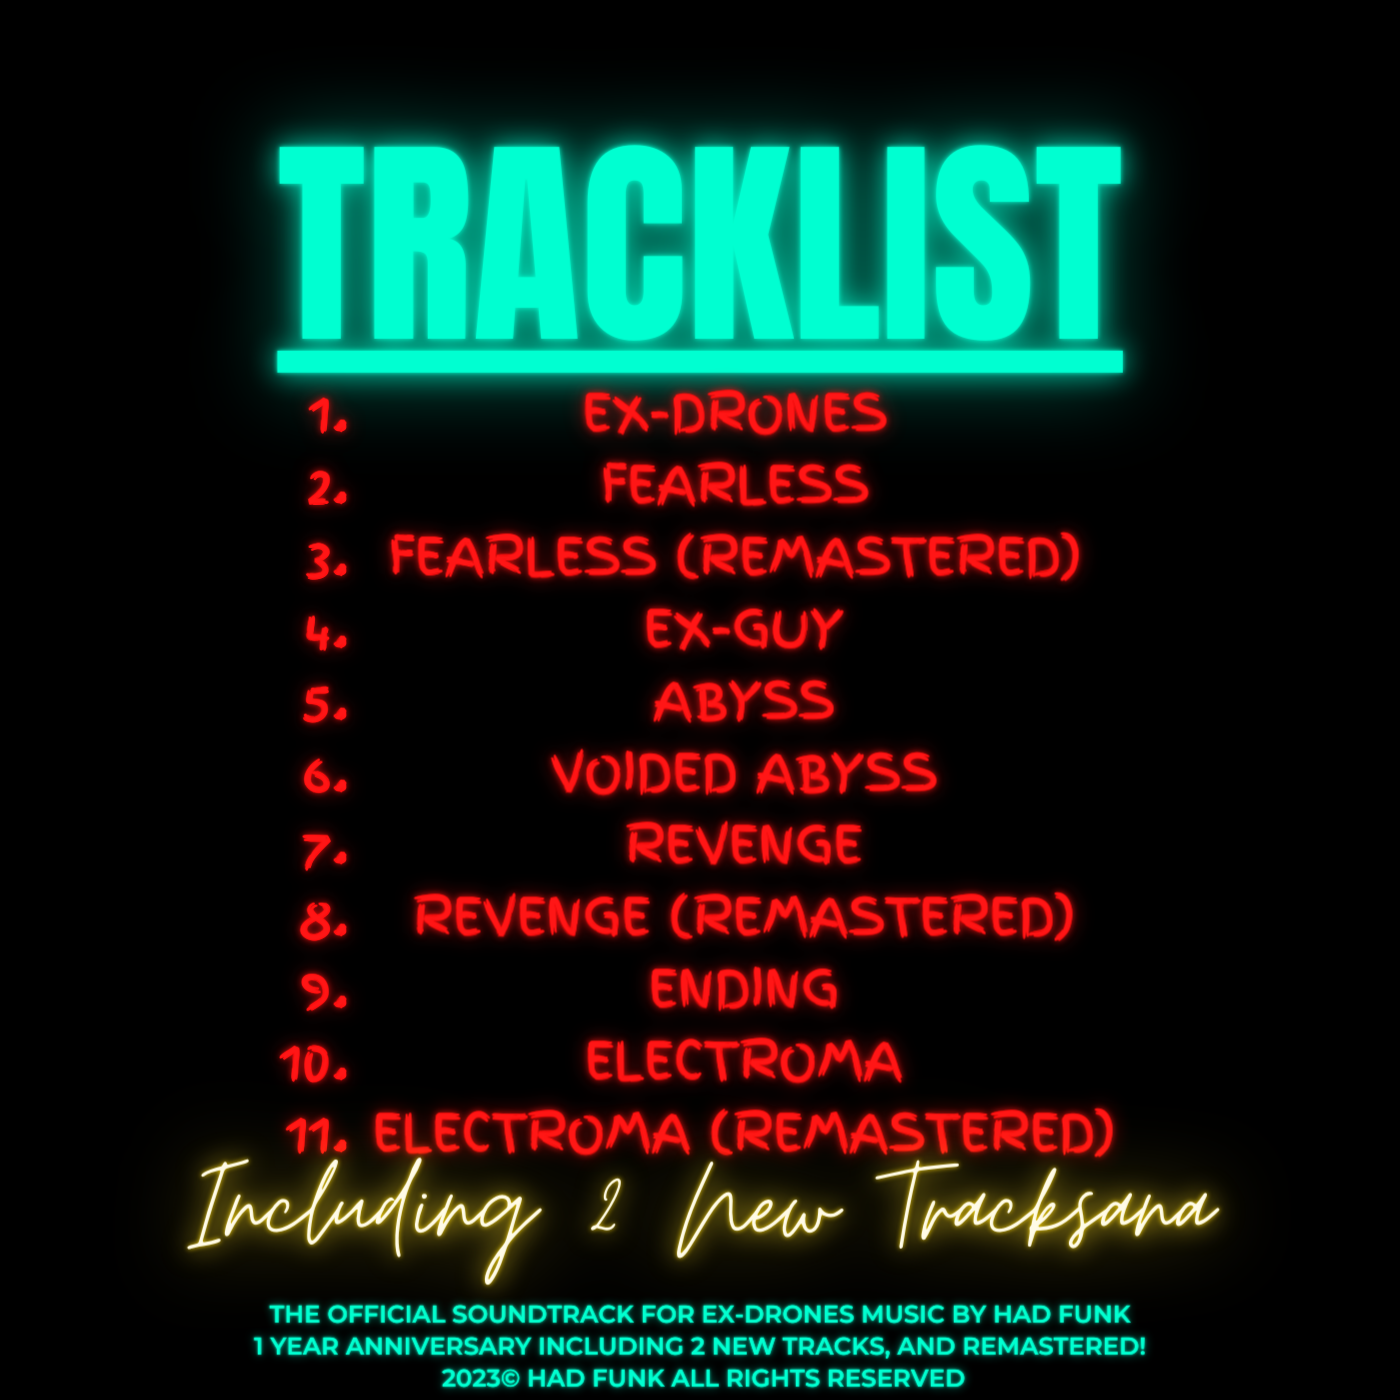 TRACKLIST
1. EX-DRONES
2. FEARLESS
3. FEARLESS (REMASTERED)
4. EX-GUY
5. ABYSS
6. VOIDED ABYSS
7. REVENGE
8. REVENGE (REMASTERED)
9. ENDING
10. ELECTROMA
11. ELECTROMA (REMASTERED)
Including 2 New Tracksana
THE OFFICIAL SOUNDTRACK FOR EX-DRONES MUSIC BY HAD FUNK
1 YEAR ANNIVERSARY INCLUDING 2 NEW TRACKS, AND REMASTERED!
2023© HAD FUNK ALL RIGHTS RESERVED